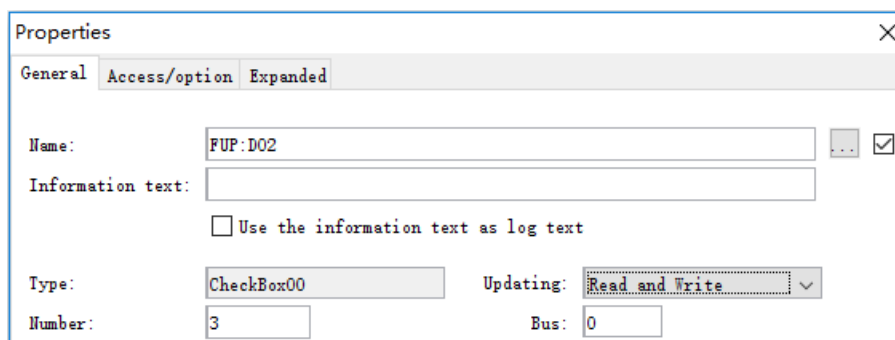 Properties
General Access/option Expanded
Name: FUP:DO2 ...
Information text:
Use the information text as log text
Type: CheckBox00 Updating: Read and Write
Number: 3 Bus: 0